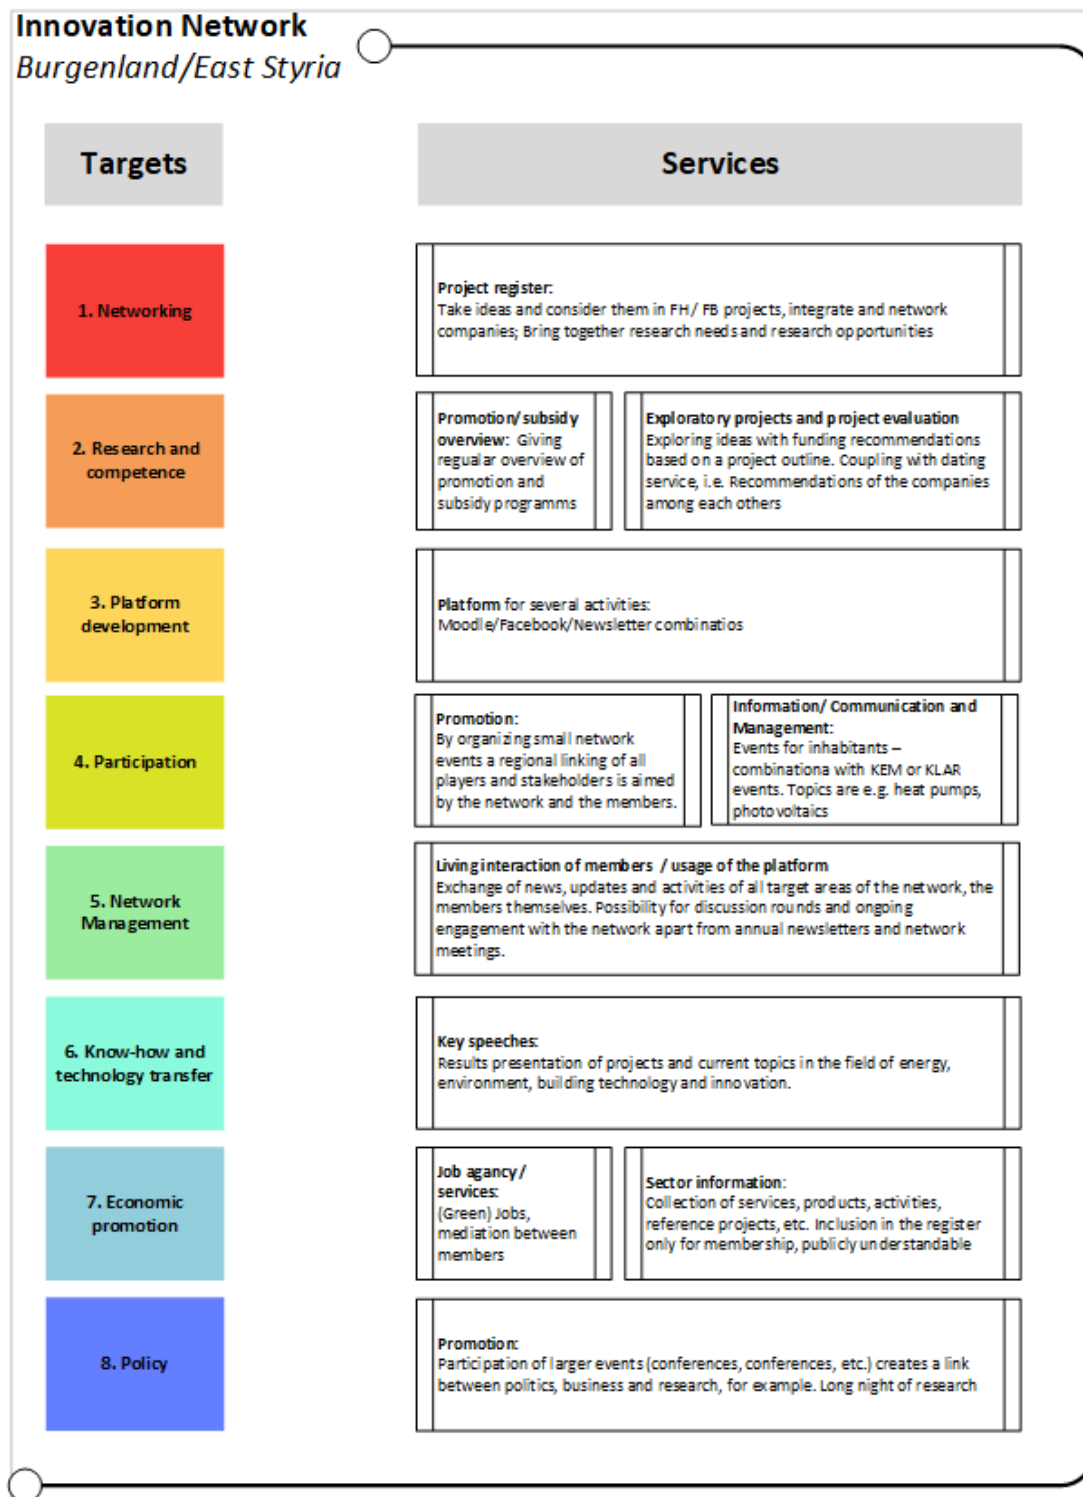 Innovation Network
Burgenland/East Styria
Targets
Services
1. Networking
Project register:
Take ideas and consider them in FH/ FB projects, integrate and network
companies; Bring together research needs and research opportunities
2. Research and
competence
Promotion/subsidy
overview: Giving
regualar overview of
promotion and
subsidy programms
Exploratory projects and project evaluation
Exploring ideas with funding recommendations
based on a project outline. Coupling with dating
service, i.e. Recommendations of the companies
among each others
3. Platform
development
Platform for several activities:
Moodle/Facebook/Newsletter combinatios
4. Participation
Promotion:
By organizing small network
events a regional linking of all
players and stakeholders is aimed
by the network and the members.
Information/ Communication and
Management:
Events for inhabitants –
combinationa with KEM or KLAR
events. Topics are e.g. heat pumps,
photovoltaics
5. Network
Management
Living interaction of members / usage of the platform
Exchange of news, updates and activities of all target areas of the network, the
members themselves. Possibility for discussion rounds and ongoing
engagement with the network apart from annual newsletters and network
meetings.
6. Know-how and
technology transfer
Key speeches:
Results presentation of projects and current topics in the field of energy,
environment, building technology and innovation.
7. Economic
promotion
Job agancy/
services:
(Green) Jobs,
mediation between
members
Sector information:
Collection of services, products, activities,
reference projects, etc. Inclusion in the register
only for membership, publicly understandable
8. Policy
Promotion:
Participation of larger events (conferences, conferences, etc.) creates a link
between politics, business and research, for example. Long night of research